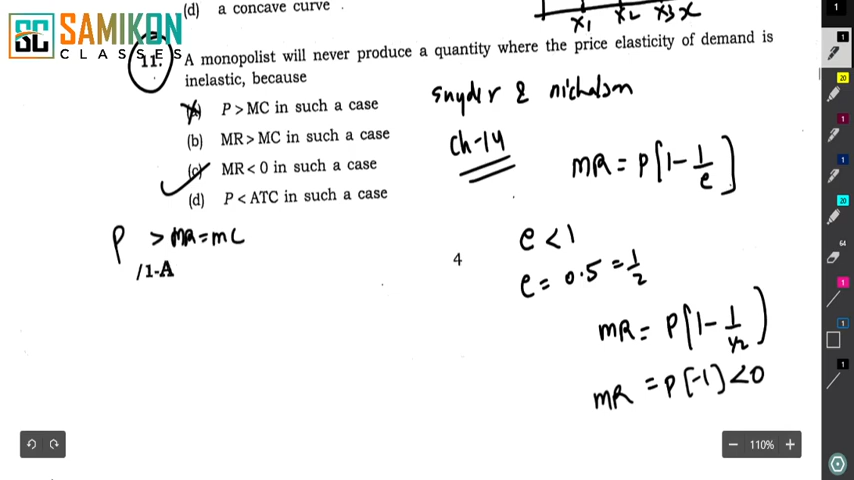 (d) a concave curve .
x1 x2 x3 x
SC SAMIKON
CLASSES
11. A monopolist will never produce a quantity where the price elasticity of demand is
inelastic, because
(a) P > MC in such a case
(b) MR > MC in such a case
(c) MR < 0 in such a case
(d) P < ATC in such a case
snyder & nicholson
Ch-14
MR = P[1 - 1/e]
P > MR = MC
/1-A
4
e < 1
e = 0.5 = 1/2
MR = P[1 - 1/1/2]
MR = P[-1] < 0
− 110% +
1
1
20
1
1
20
64
1
1
1